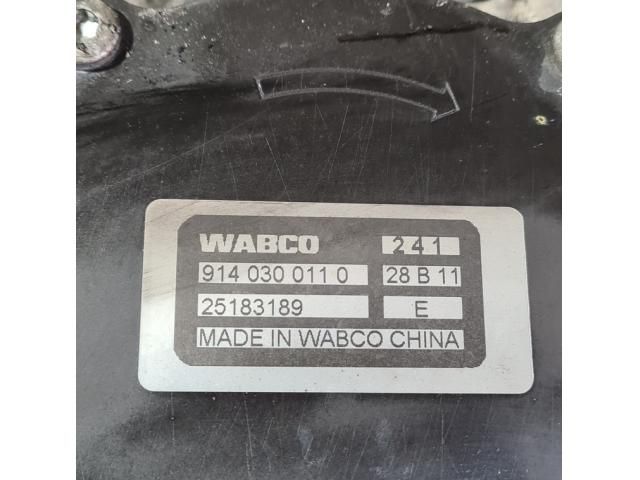 WABCO 241
914 030 011 0 28 B 11
25183189 E
MADE IN WABCO CHINA